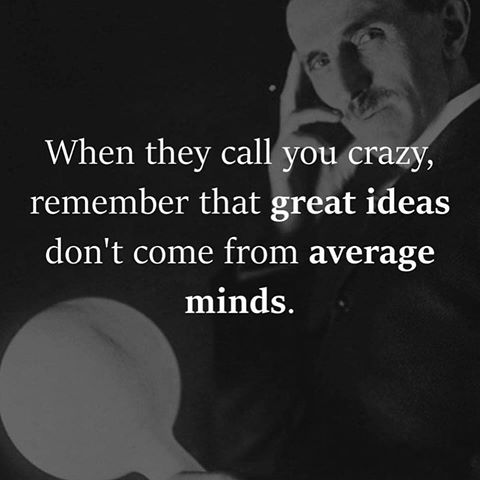 When they call you crazy,
remember that great ideas
don't come from average
minds.